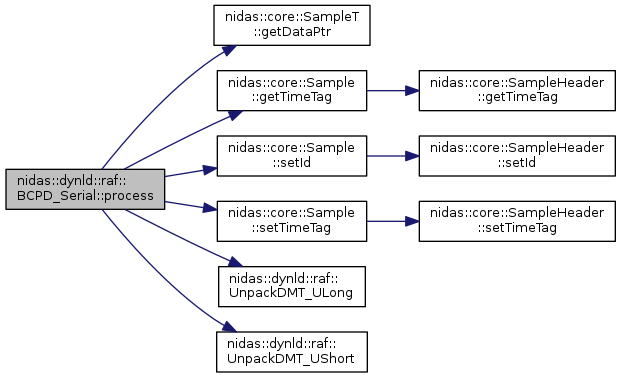 nidas::core::SampleT
::getDataPtr
nidas::core::Sample
::getTimeTag
nidas::core::SampleHeader
::getTimeTag
nidas::core::Sample
::setId
nidas::core::SampleHeader
::setId
nidas::dynld::raf::
BCPD_Serial::process
nidas::core::Sample
::setTimeTag
nidas::core::SampleHeader
::setTimeTag
nidas::dynld::raf::
UnpackDMT_ULong
nidas::dynld::raf::
UnpackDMT_UShort